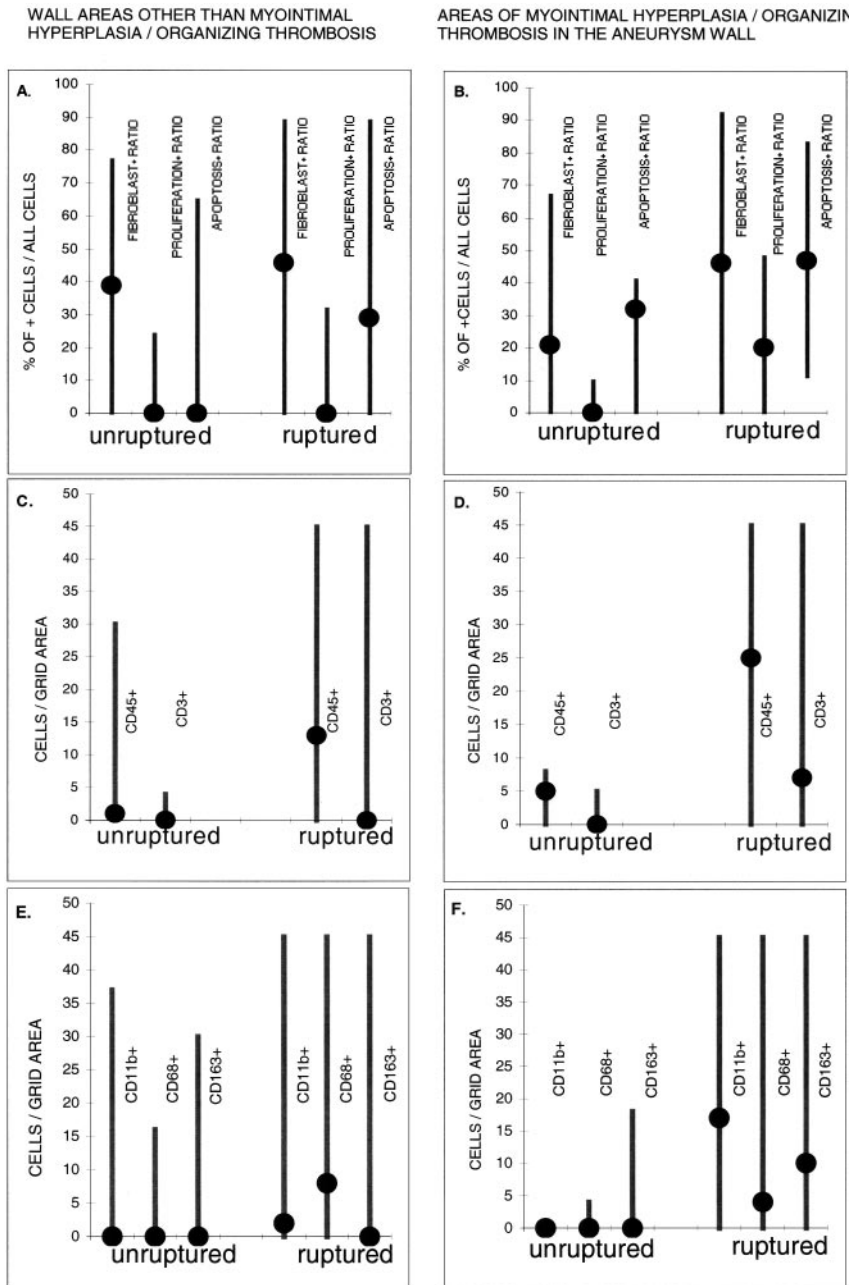 WALL AREAS OTHER THAN MYOINTIMAL
HYPERPLASIA / ORGANIZING THROMBOSIS
AREAS OF MYOINTIMAL HYPERPLASIA / ORGANIZIN
THROMBOSIS IN THE ANEURYSM WALL
A.
% OF + CELLS / ALL CELLS
100
90
80
70
60
50
40
30
20
10
0
FIBROBLAST+ RATIO
PROLIFERATION+ RATIO
APOPTOSIS+ RATIO
FIBROBLAST+ RATIO
PROLIFERATION+ RATIO
APOPTOSIS+ RATIO
unruptured
ruptured
B.
% OF +CELLS / ALL CELLS
100
90
80
70
60
50
40
30
20
10
0
FIBROBLAST+ RATIO
PROLIFERATION+ RATIO
APOPTOSIS+ RATIO
FIBROBLAST+ RATIO
PROLIFERATION+ RATIO
APOPTOSIS+ RATIO
unruptured
ruptured
C.
CELLS / GRID AREA
50
45
40
35
30
25
20
15
10
5
0
CD45+
CD3+
CD45+
CD3+
unruptured
ruptured
D.
CELLS / GRID AREA
50
45
40
35
30
25
20
15
10
5
0
CD45+
CD3+
CD45+
CD3+
unruptured
ruptured
E.
CELLS / GRID AREA
50
45
40
35
30
25
20
15
10
5
0
CD11b+
CD68+
CD163+
CD11b+
CD68+
CD163+
unruptured
ruptured
F.
CELLS / GRID AREA
50
45
40
35
30
25
20
15
10
5
0
CD11b+
CD68+
CD163+
CD11b+
CD68+
CD163+
unruptured
ruptured